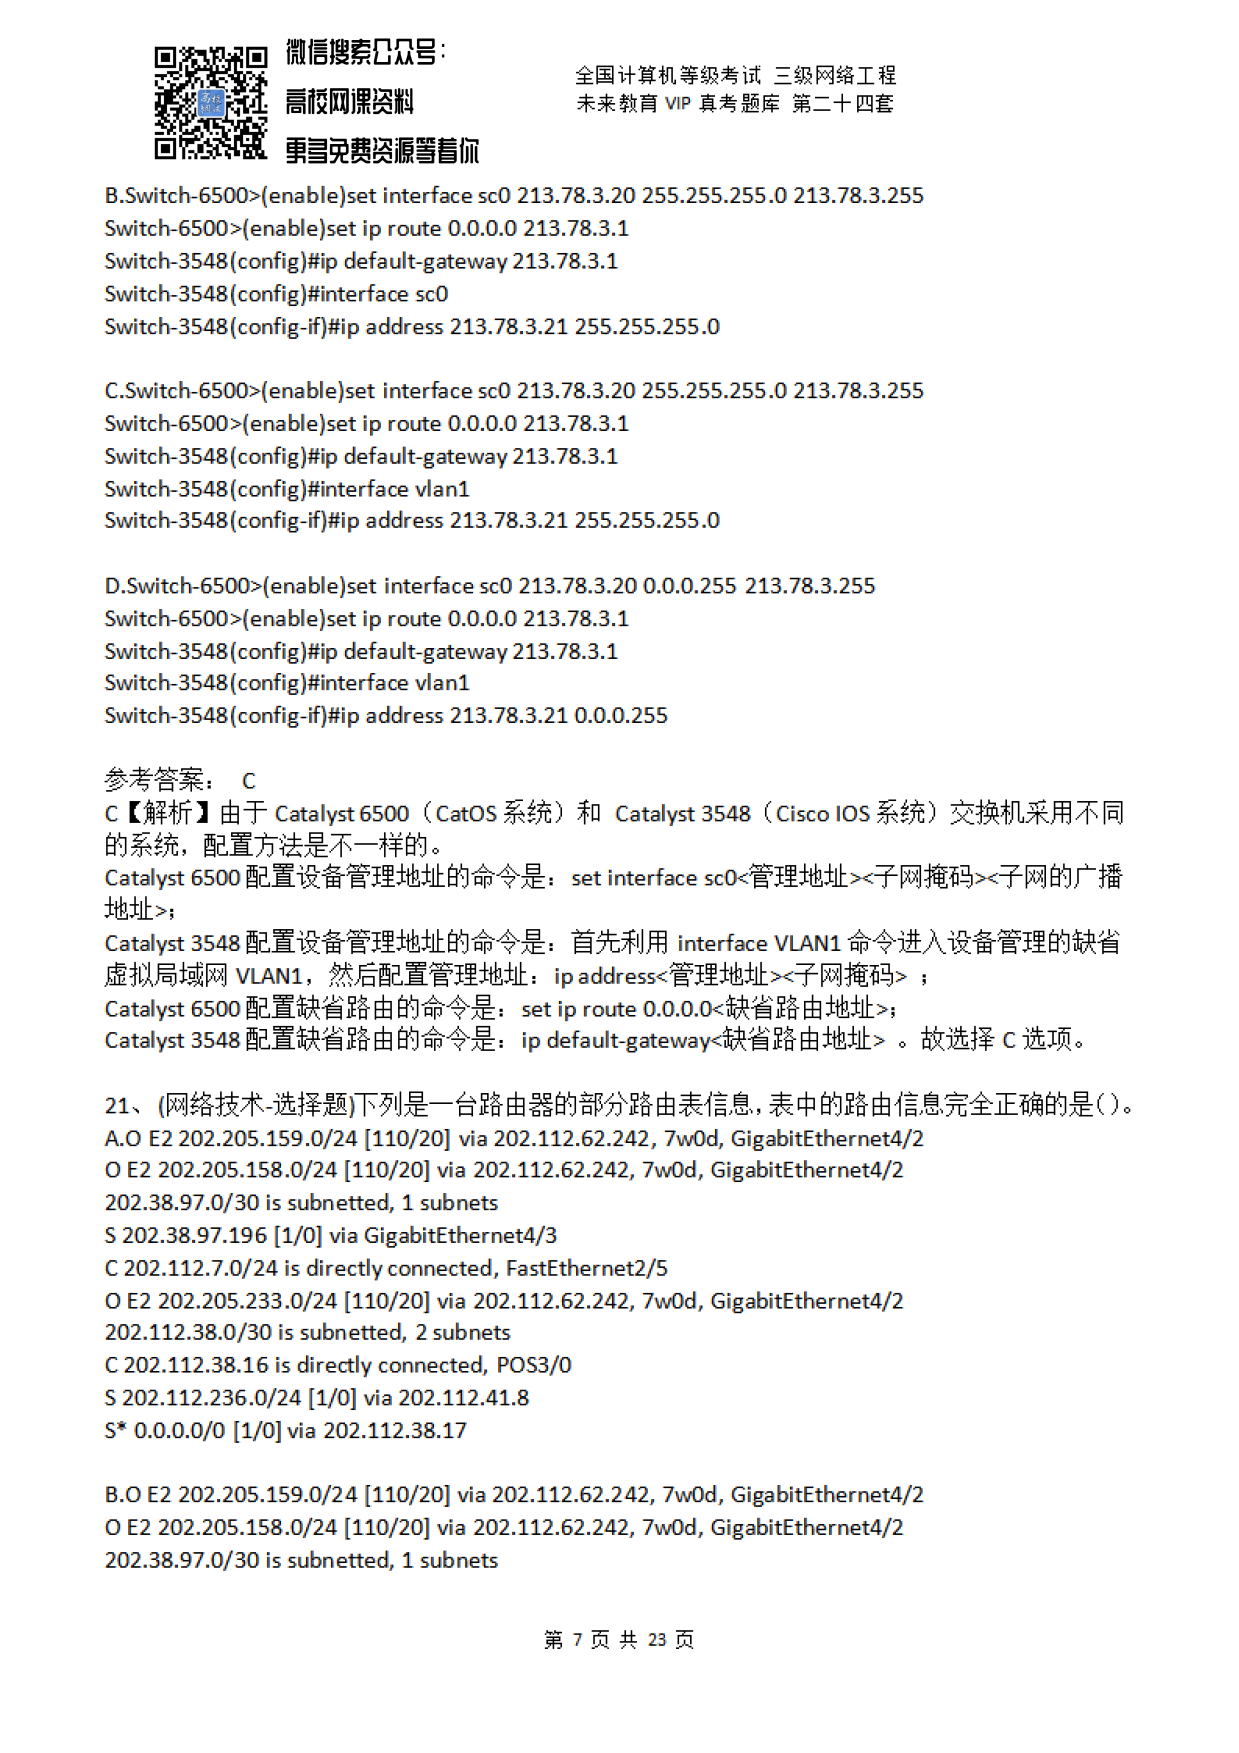 微信搜索公众号：
高校网课资料
更多免费资源等着你
全国计算机等级考试 三级网络工程
未来教育 VIP 真考题库 第二十四套
B.Switch-6500>(enable)set interface sc0 213.78.3.20 255.255.255.0 213.78.3.255
Switch-6500>(enable)set ip route 0.0.0.0 213.78.3.1
Switch-3548(config)#ip default-gateway 213.78.3.1
Switch-3548(config)#interface sc0
Switch-3548(config-if)#ip address 213.78.3.21 255.255.255.0
C.Switch-6500>(enable)set interface sc0 213.78.3.20 255.255.255.0 213.78.3.255
Switch-6500>(enable)set ip route 0.0.0.0 213.78.3.1
Switch-3548(config)#ip default-gateway 213.78.3.1
Switch-3548(config)#interface vlan1
Switch-3548(config-if)#ip address 213.78.3.21 255.255.255.0
D.Switch-6500>(enable)set interface sc0 213.78.3.20 0.0.0.255 213.78.3.255
Switch-6500>(enable)set ip route 0.0.0.0 213.78.3.1
Switch-3548(config)#ip default-gateway 213.78.3.1
Switch-3548(config)#interface vlan1
Switch-3548(config-if)#ip address 213.78.3.21 0.0.0.255
参考答案： C
C【解析】由于 Catalyst 6500（CatOS 系统）和 Catalyst 3548（Cisco IOS 系统）交换机采用不同
的系统，配置方法是不一样的。
Catalyst 6500 配置设备管理地址的命令是：set interface sc0<管理地址><子网掩码><子网的广播
地址>；
Catalyst 3548 配置设备管理地址的命令是：首先利用 interface VLAN1 命令进入设备管理的缺省
虚拟局域网 VLAN1，然后配置管理地址：ip address<管理地址><子网掩码> ；
Catalyst 6500 配置缺省路由的命令是：set ip route 0.0.0.0<缺省路由地址>；
Catalyst 3548 配置缺省路由的命令是：ip default-gateway<缺省路由地址> 。故选择 C 选项。
21、(网络技术-选择题)下列是一台路由器的部分路由表信息，表中的路由信息完全正确的是（）。
A.O E2 202.205.159.0/24 [110/20] via 202.112.62.242, 7w0d, GigabitEthernet4/2
O E2 202.205.158.0/24 [110/20] via 202.112.62.242, 7w0d, GigabitEthernet4/2
202.38.97.0/30 is subnetted, 1 subnets
S 202.38.97.196 [1/0] via GigabitEthernet4/3
C 202.112.7.0/24 is directly connected, FastEthernet2/5
O E2 202.205.233.0/24 [110/20] via 202.112.62.242, 7w0d, GigabitEthernet4/2
202.112.38.0/30 is subnetted, 2 subnets
C 202.112.38.16 is directly connected, POS3/0
S 202.112.236.0/24 [1/0] via 202.112.41.8
S* 0.0.0.0/0 [1/0] via 202.112.38.17
B.O E2 202.205.159.0/24 [110/20] via 202.112.62.242, 7w0d, GigabitEthernet4/2
O E2 202.205.158.0/24 [110/20] via 202.112.62.242, 7w0d, GigabitEthernet4/2
202.38.97.0/30 is subnetted, 1 subnets
第 7 页 共 23 页